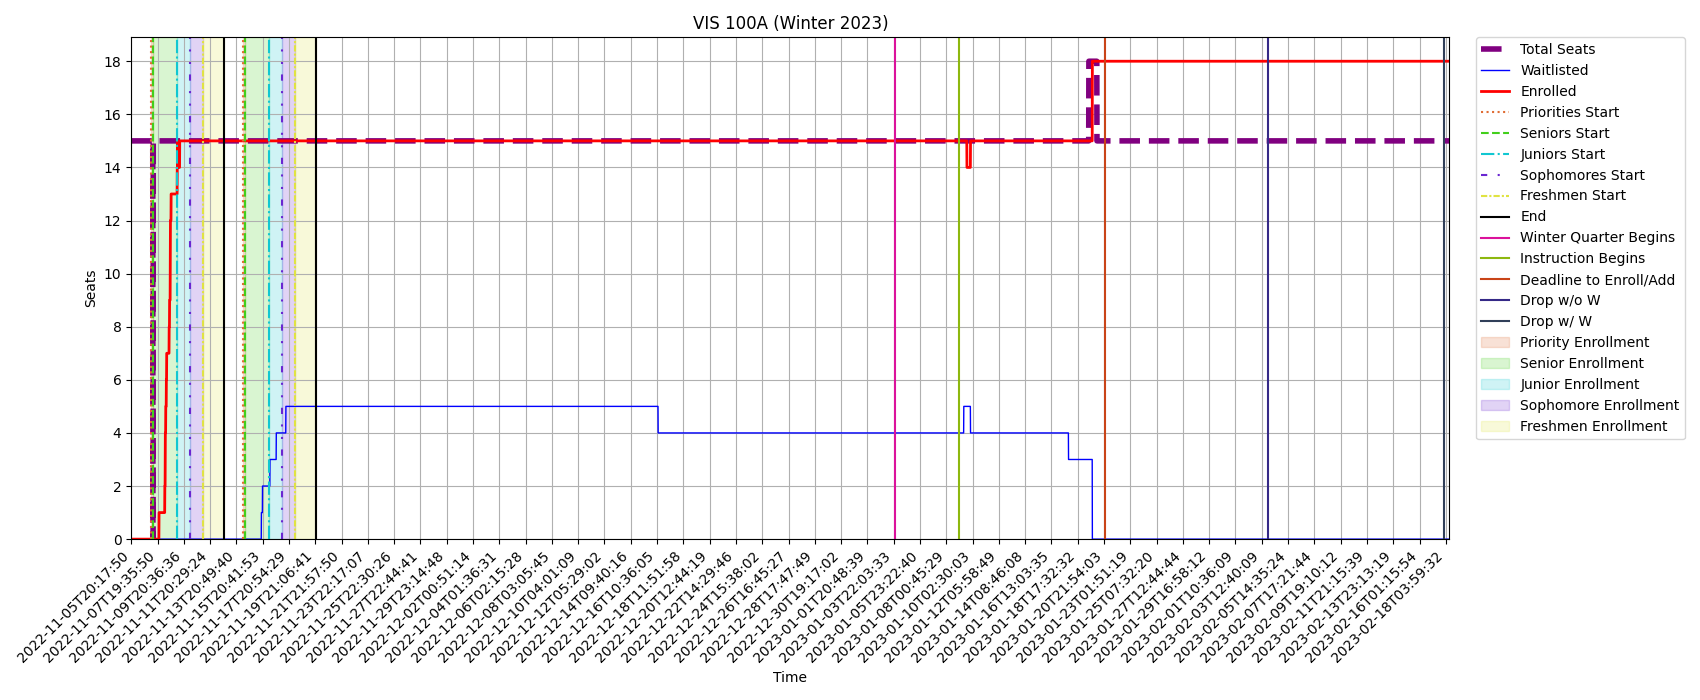 VIS 100A (Winter 2023)
Seats
18
16
14
12
10
8
6
4
2
0
2022-11-05T20:17:50
2022-11-07T19:35:50
2022-11-09T20:36:36
2022-11-11T20:29:24
2022-11-13T20:49:40
2022-11-15T20:41:53
2022-11-17T20:54:29
2022-11-19T21:06:41
2022-11-21T21:57:50
2022-11-23T22:17:07
2022-11-25T22:30:26
2022-11-27T22:44:41
2022-11-29T23:14:48
2022-12-02T00:51:14
2022-12-04T01:36:31
2022-12-06T02:15:28
2022-12-08T03:05:45
2022-12-10T04:01:09
2022-12-12T05:29:02
2022-12-14T09:40:16
2022-12-16T10:36:05
2022-12-18T11:51:58
2022-12-20T12:44:19
2022-12-22T14:29:46
2022-12-24T15:38:02
2022-12-26T16:45:27
2022-12-28T17:47:49
2022-12-30T19:17:02
2023-01-01T20:48:39
2023-01-03T22:03:33
2023-01-05T23:22:40
2023-01-08T00:45:29
2023-01-10T02:30:03
2023-01-12T05:58:49
2023-01-14T08:46:08
2023-01-16T13:03:35
2023-01-18T17:32:32
2023-01-20T21:54:03
2023-01-23T01:51:19
2023-01-25T07:32:20
2023-01-27T12:44:44
2023-01-29T16:58:12
2023-02-01T10:36:09
2023-02-03T12:40:09
2023-02-05T14:35:24
2023-02-07T17:21:44
2023-02-09T19:10:12
2023-02-11T21:15:39
2023-02-13T23:13:19
2023-02-16T01:15:54
2023-02-18T03:59:32
Time
Total Seats
Waitlisted
Enrolled
Priorities Start
Seniors Start
Juniors Start
Sophomores Start
Freshmen Start
End
Winter Quarter Begins
Instruction Begins
Deadline to Enroll/Add
Drop w/o W
Drop w/ W
Priority Enrollment
Senior Enrollment
Junior Enrollment
Sophomore Enrollment
Freshmen Enrollment